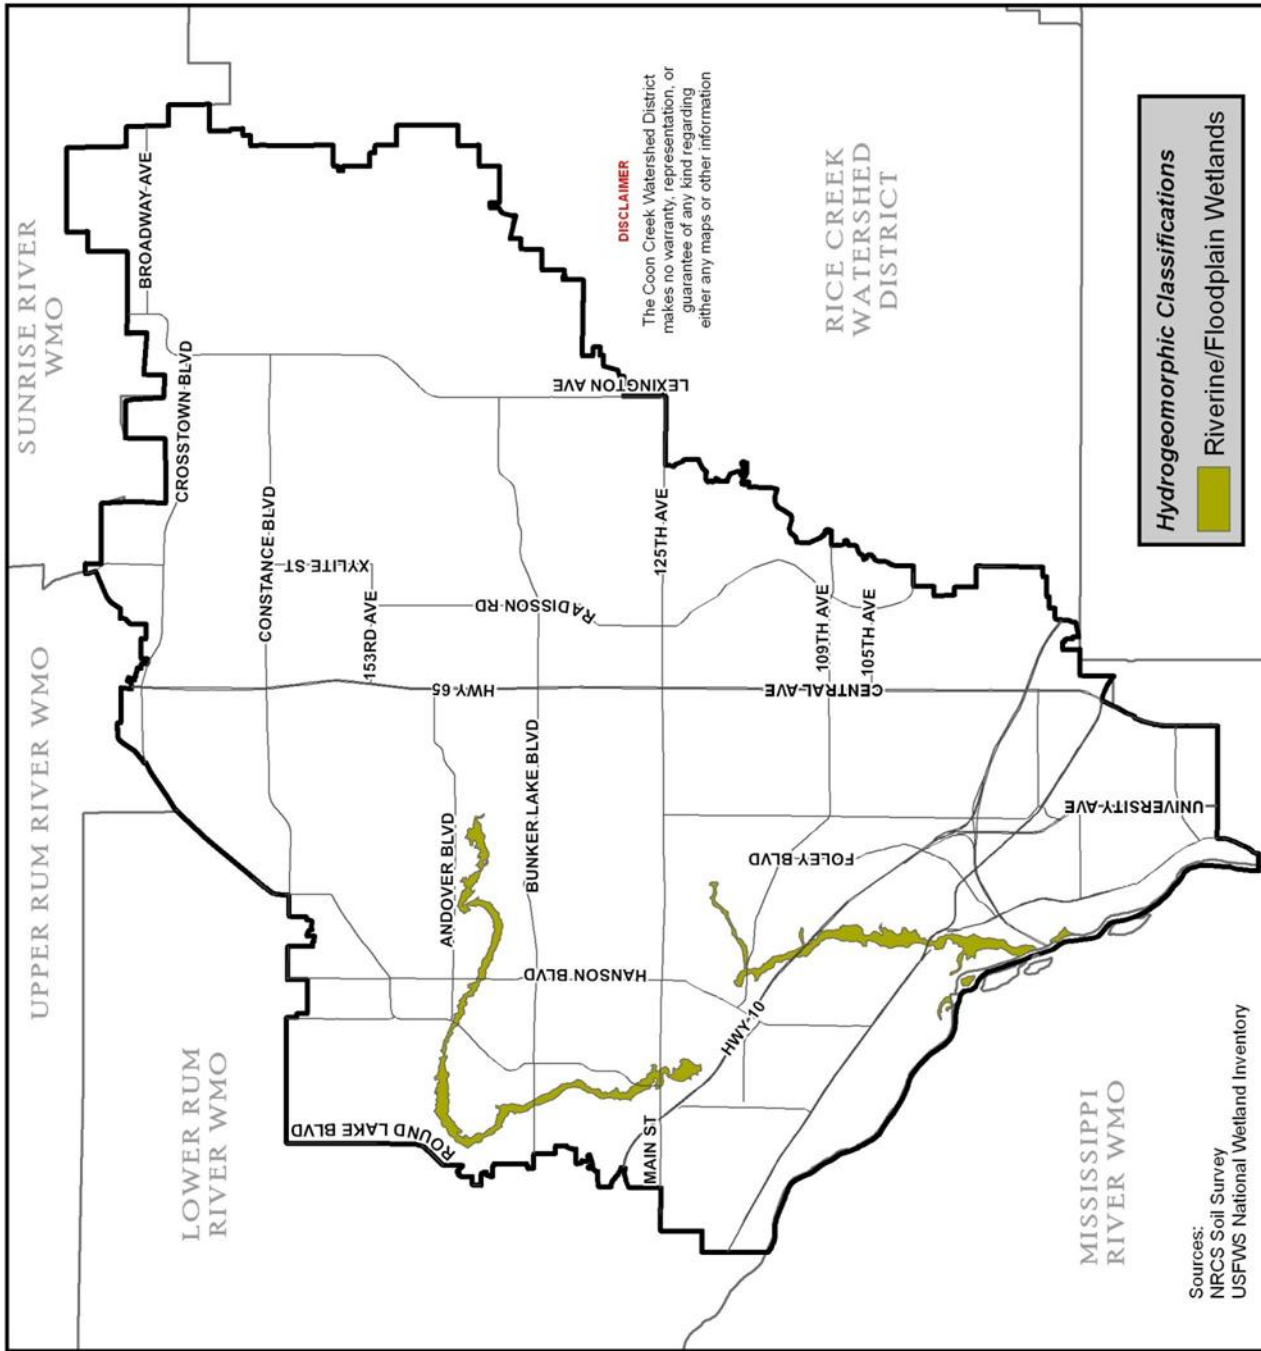 UPPER RUM RIVER WMO
SUNRISE RIVER
WMO
LOWER RUM
RIVER WMO
BROADWAY AVE
CROSSTOWN BLVD
CONSTANCE BLVD
XYLITE ST
153RD AVE
RADISSON RD
HWY 65
ANDOVER BLVD
BUNKER LAKE BLVD
LEXINGTON AVE
ROUND LAKE BLVD
HANSON BLVD
MAIN ST
125TH AVE
DISCLAIMER
The Coon Creek Watershed District
makes no warranty, representation, or
guarantee of any kind regarding
either any maps or other information
HWY 10
FOLEY BLVD
CENTRAL AVE
109TH AVE
105TH AVE
UNIVERSITY AVE
RICE CREEK
WATERSHED
DISTRICT
MISSISSIPPI
RIVER WMO
Hydrogeomorphic Classifications
Riverine/Floodplain Wetlands
Sources:
NRCS Soil Survey
USFWS National Wetland Inventory